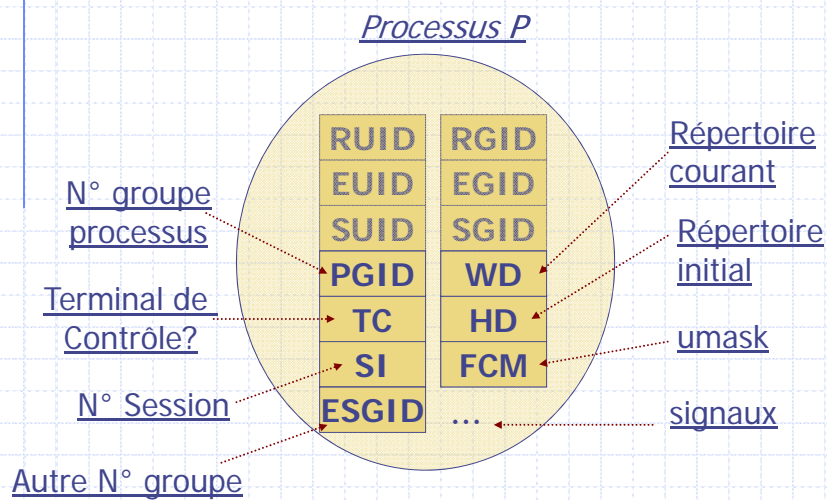 Processus P
RUID
EUID
SUID
PGID
TC
SI
ESGID
RGID
EGID
SGID
WD
HD
FCM
...
N° groupe
processus
Terminal de
Contrôle?
N° Session
Autre N° groupe
Répertoire
courant
Répertoire
initial
umask
signaux